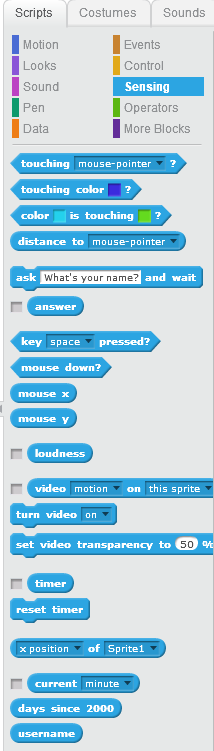 Scripts Costumes Sounds
Motion Events
Looks Control
Sound Sensing
Pen Operators
Data More Blocks
touching mouse-pointer ?
touching color ?
color is touching ?
distance to mouse-pointer
ask What's your name? and wait
answer
key space pressed?
mouse down?
mouse x
mouse y
loudness
video motion on this sprite
turn video on
set video transparency to 50 %
timer
reset timer
x position of Sprite1
current minute
days since 2000
username